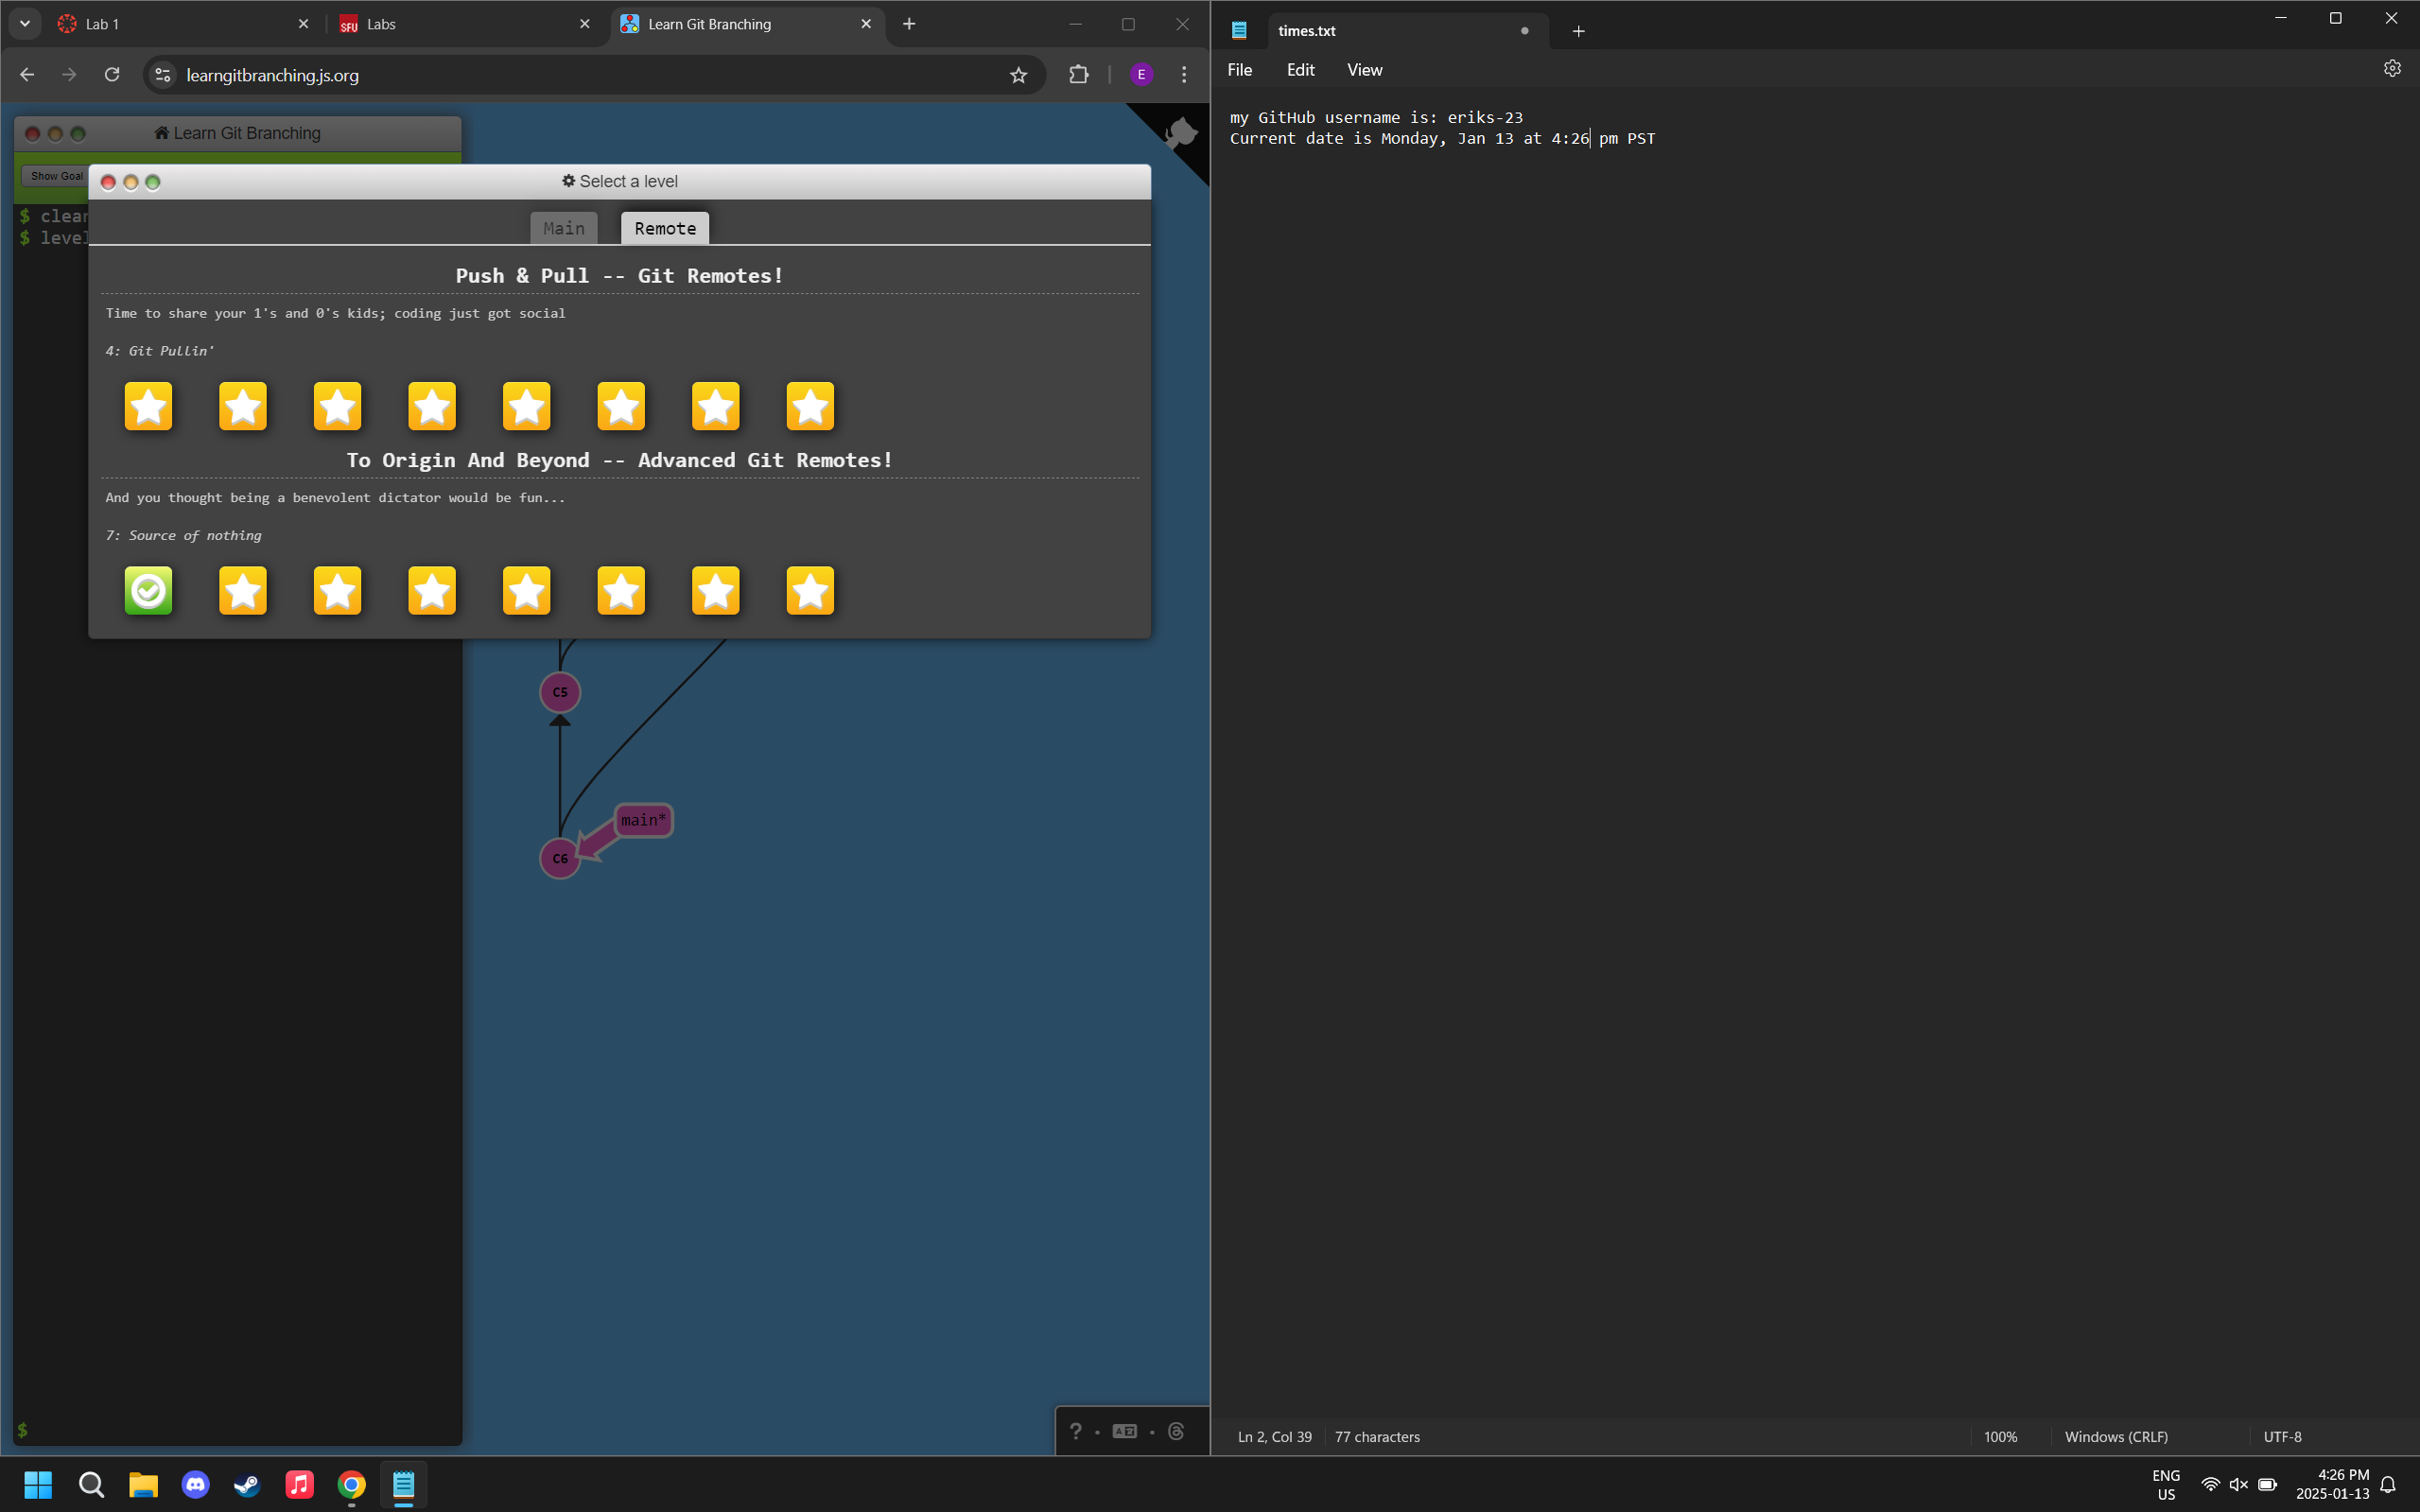 Lab 1
SFU Labs
Learn Git Branching
learngitbranching.js.org
E
Learn Git Branching
Show Goal
$ clear
$ level
Select a level
Main Remote
Push & Pull -- Git Remotes!
Time to share your 1's and 0's kids; coding just got social
4: Git Pullin'
To Origin And Beyond -- Advanced Git Remotes!
And you thought being a benevolent dictator would be fun...
7: Source of nothing
C5
main*
C6
$
?
times.txt
File Edit View
my GitHub username is: eriks-23
Current date is Monday, Jan 13 at 4:26 pm PST
Ln 2, Col 39 77 characters 100% Windows (CRLF) UTF-8
ENG
US
4:26 PM
2025-01-13